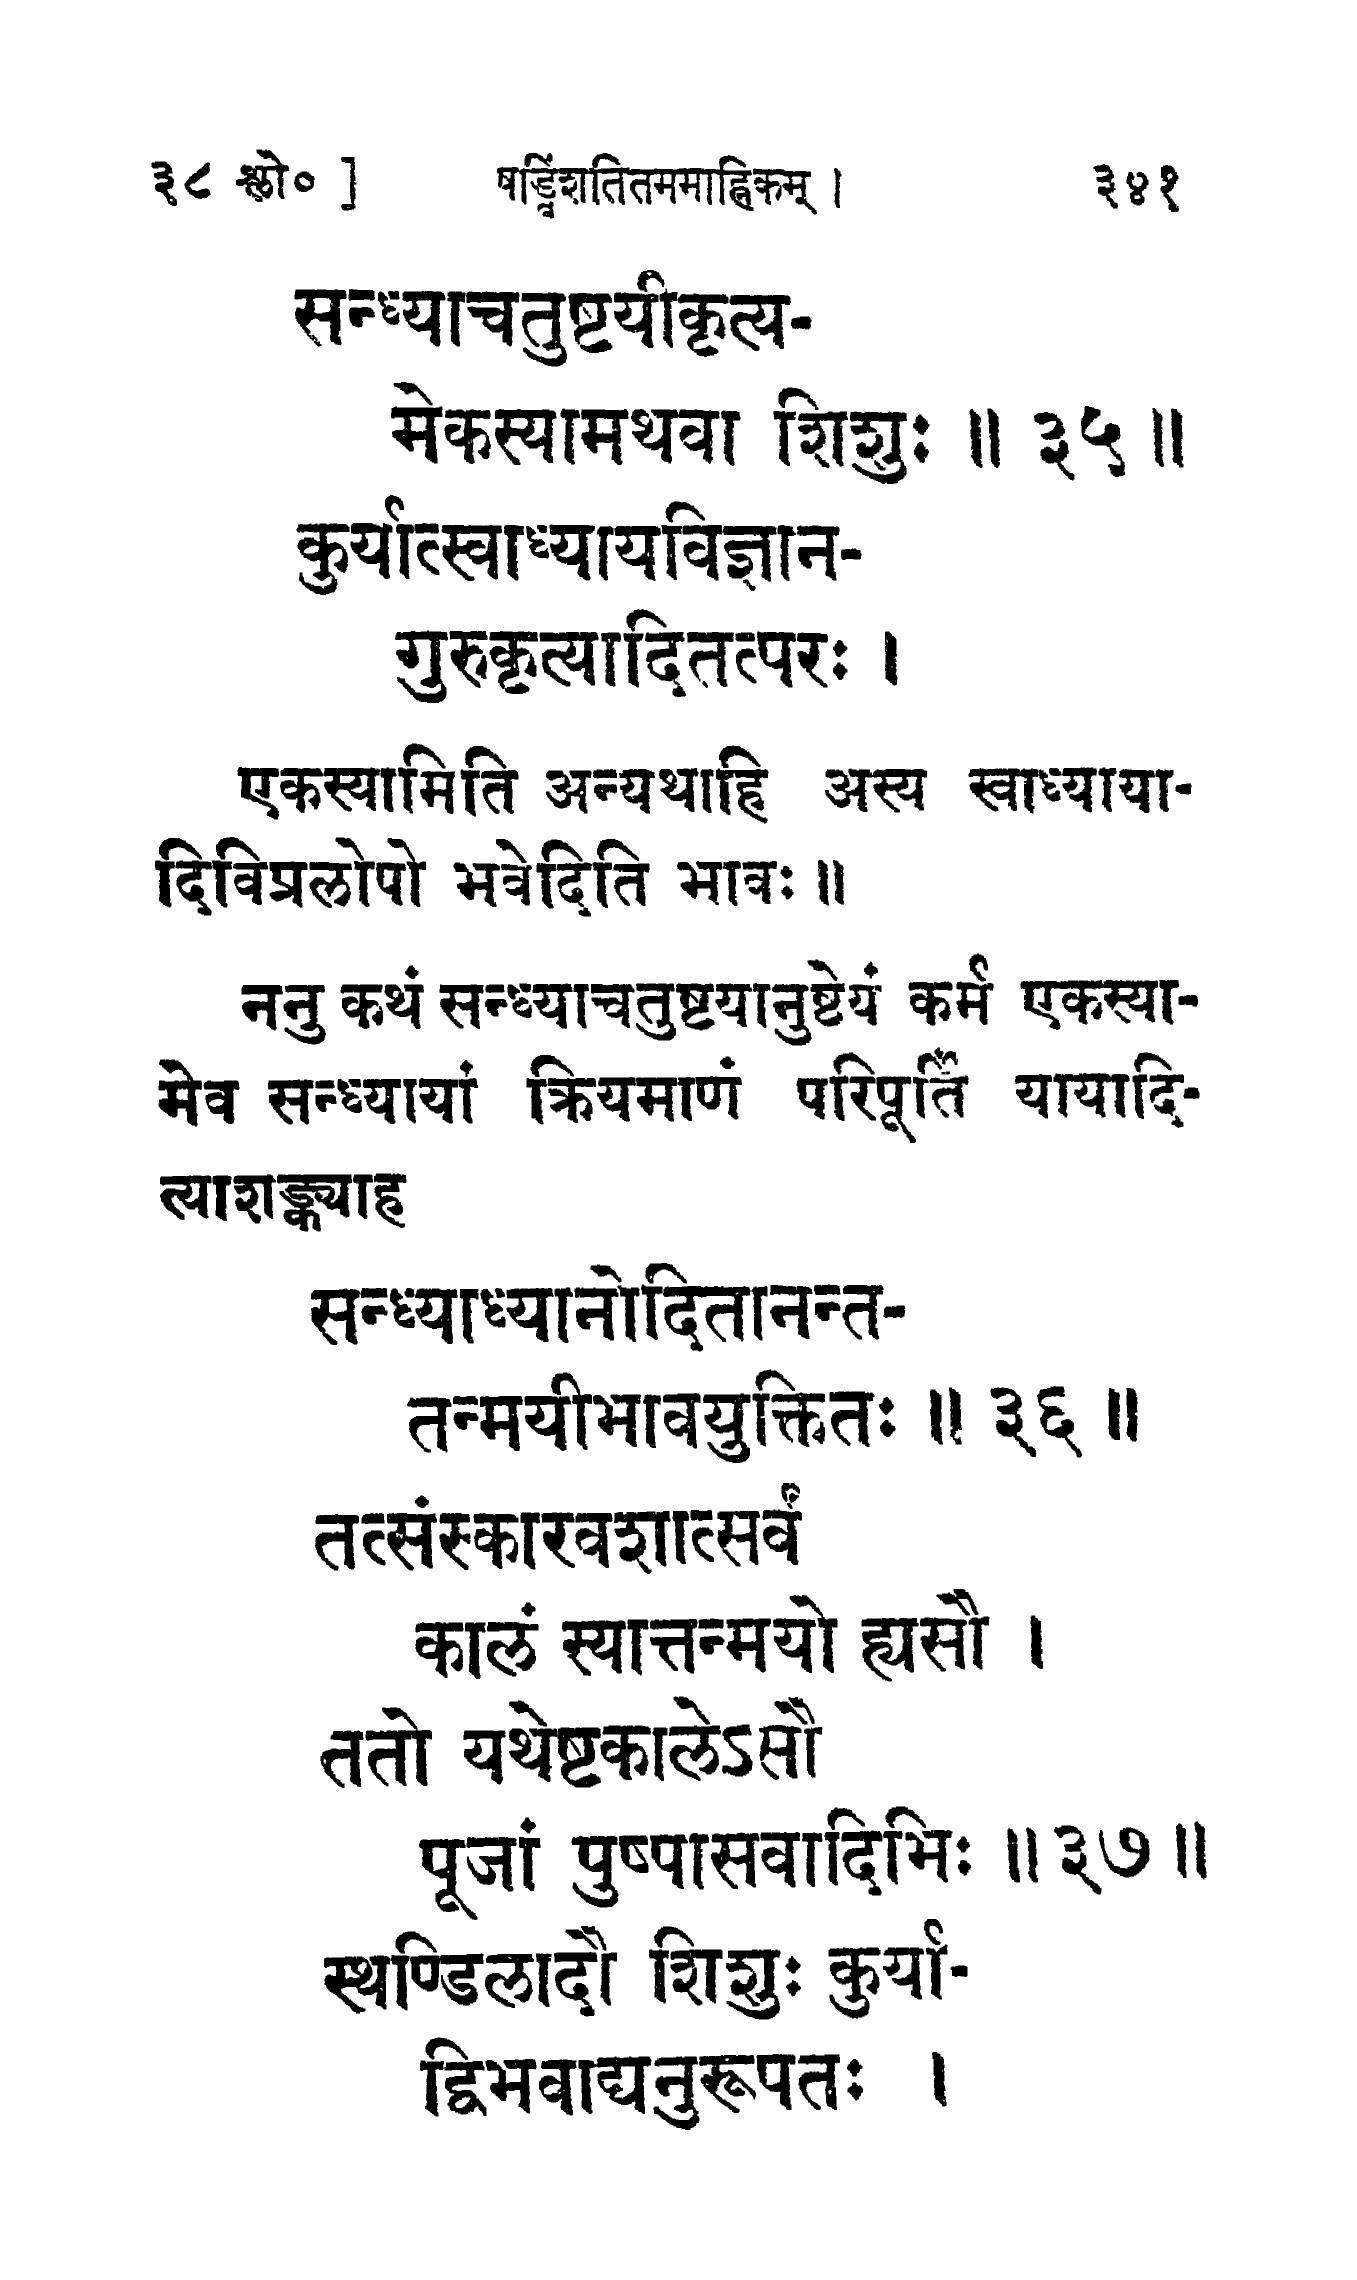 ३८ श्लो० ] षड्विंशतितममाह्निकम् । ३४१
सन्ध्याचतुष्टयीकृत्य-
मेकस्यामथवा शिशुः ॥ ३५ ॥
कुर्यात्स्वाध्यायविज्ञान-
गुरुकृत्यादितत्परः ।
एकस्यामिति अन्यथाहि अस्य स्वाध्याया-
दिविप्रलोपो भवेदिति भावः ॥
ननु कथं सन्ध्याचतुष्टयानुष्टेयं कर्म एकस्या-
मेव सन्ध्यायां क्रियमाणं परिपूर्तिं यायादि-
त्याशङ्क्याह
सन्ध्याध्यानोदितानन्त-
तन्मयीभावयुक्तितः ॥ ३६ ॥
तत्संस्कारवशात्सर्वं
कालं स्यात्तन्मयो ह्यसौ ।
ततो यथेष्टकालेऽसौ
पूजां पुष्पासवादिभिः ॥ ३७ ॥
स्थण्डिलादौ शिशुः कुर्या-
द्विभवाद्यनुरूपतः ।